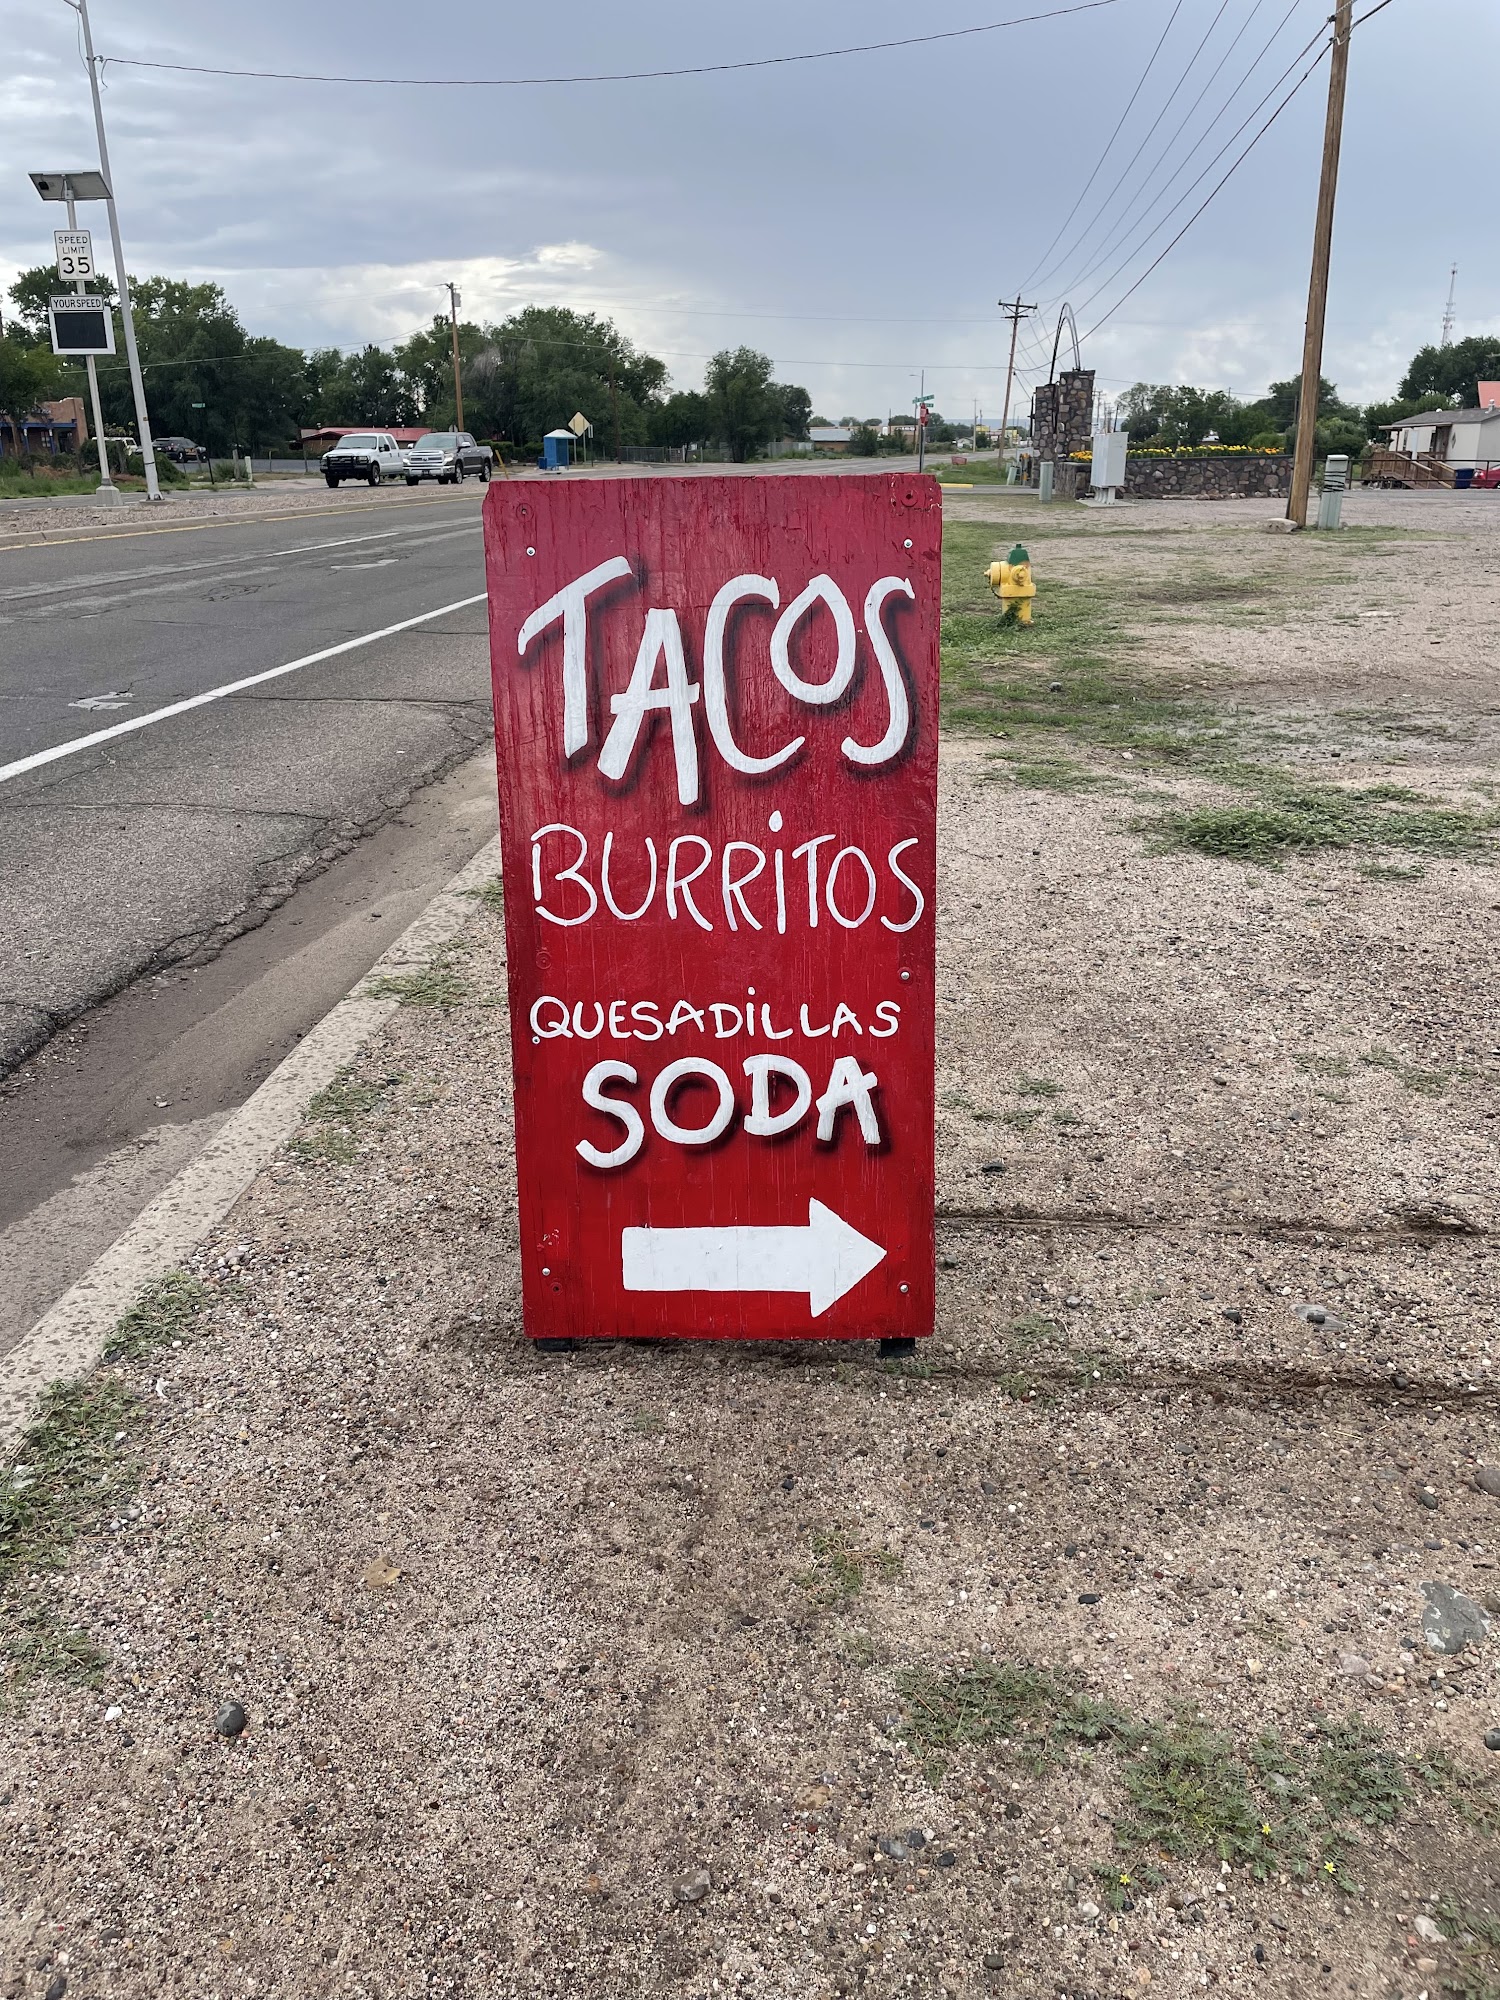 SPEED
LIMIT
35
YOUR SPEED
TACOS
BURRiTOS
QUESADiLLAS
SODA